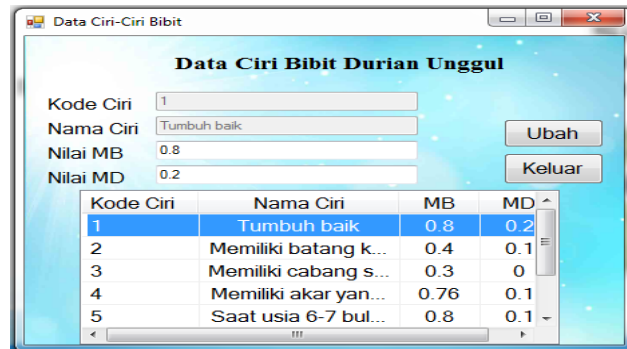 Data Ciri-Ciri Bibit
Data Ciri Bibit Durian Unggul
Kode Ciri 1
Nama Ciri Tumbuh baik
Nilai MB 0.8
Nilai MD 0.2
Ubah
Keluar
Kode Ciri Nama Ciri MB MD
1 Tumbuh baik 0.8 0.2
2 Memiliki batang k... 0.4 0.1
3 Memiliki cabang s... 0.3 0
4 Memiliki akar yan... 0.76 0.1
5 Saat usia 6-7 bul... 0.8 0.1